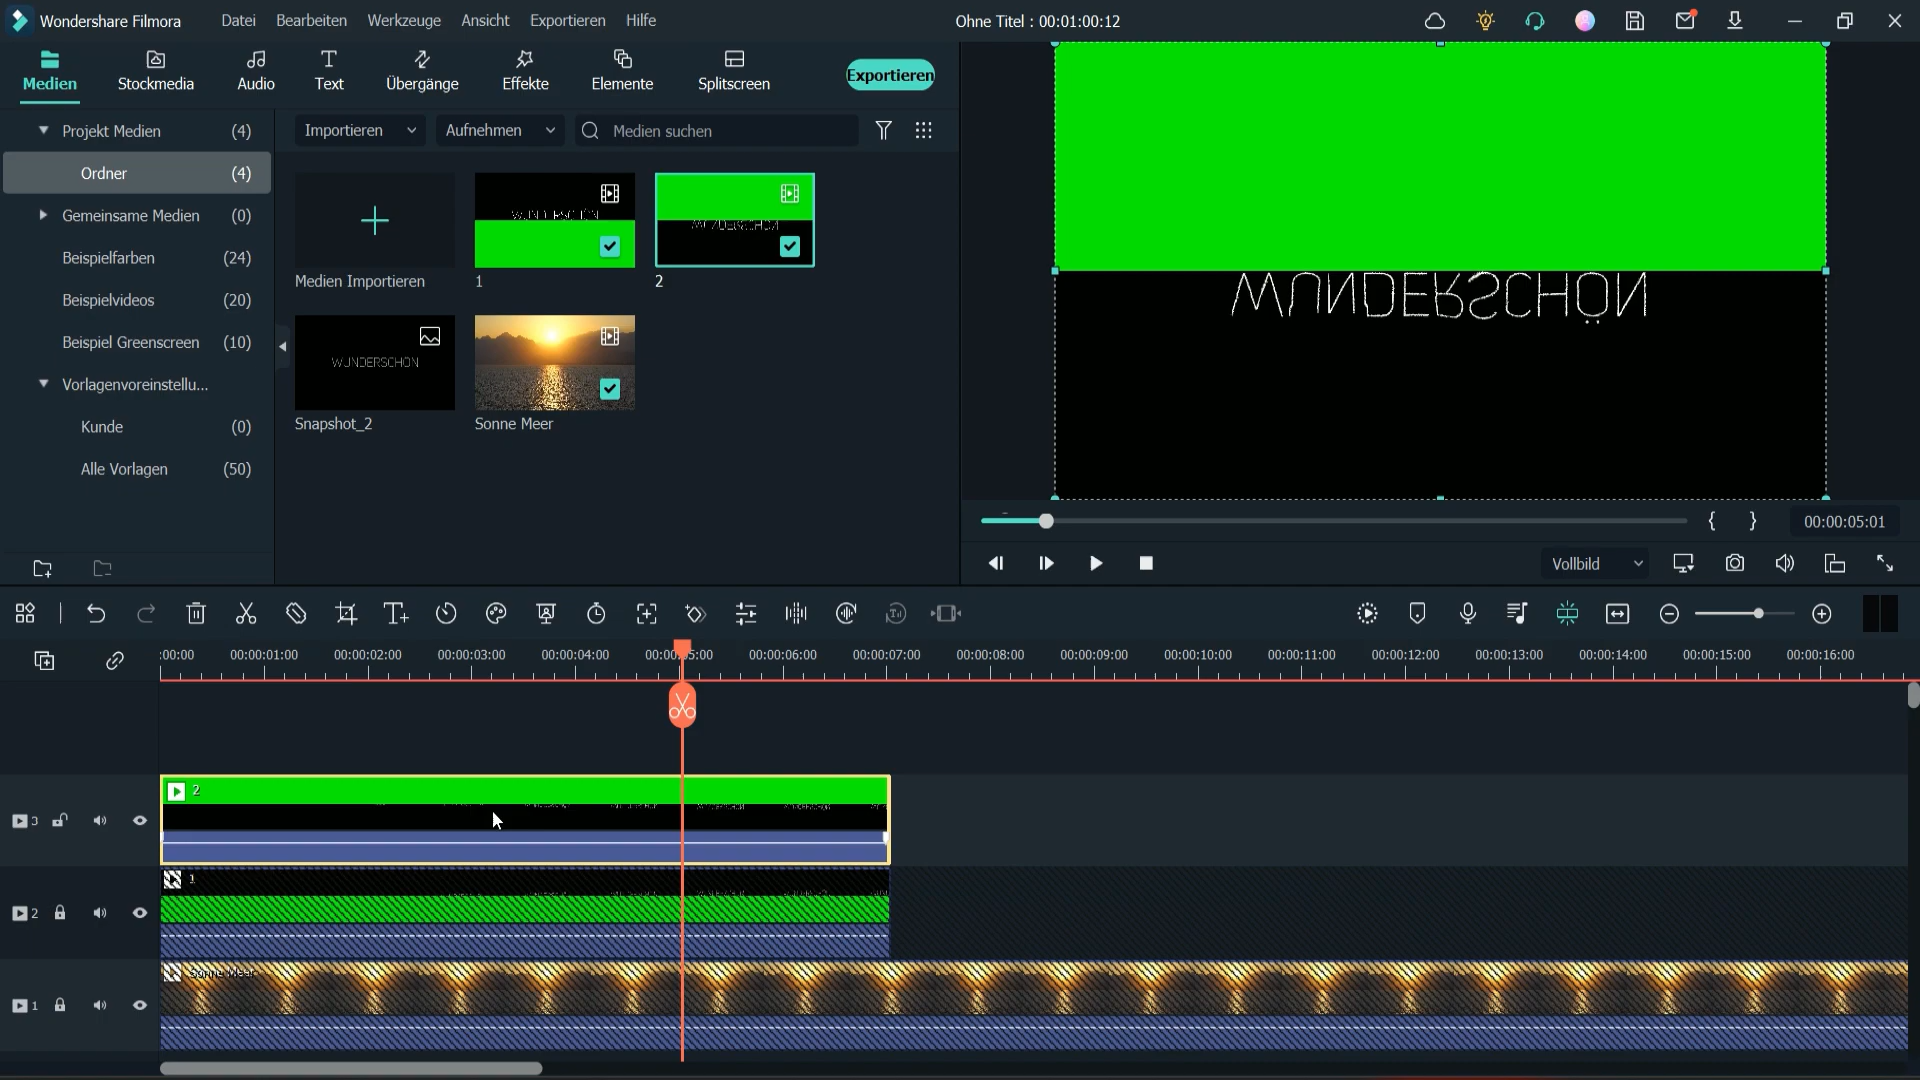 Wondershare Filmora
Datei Bearbeiten Werkzeuge Ansicht Exportieren Hilfe
Ohne Titel : 00:01:00:12
Medien Stockmedia Audio Text Übergänge Effekte Elemente Splitscreen
Exportieren
Projekt Medien (4)
Ordner (4)
Gemeinsame Medien (0)
Beispielfarben (24)
Beispielvideos (20)
Beispiel Greenscreen (10)
Vorlagenvoreinstellu...
Kunde (0)
Alle Vorlagen (50)
Importieren Aufnehmen Medien suchen
WUNDERSCHÖN
WUNDERSCHÖN
Medien Importieren 1 2
WUNDERSCHÖN
Snapshot_2 Sonne Meer
WUNDERSCHÖN
{ } 00:00:05:01
Vollbild
:00:00 00:00:01:00 00:00:02:00 00:00:03:00 00:00:04:00 00:00:05:00 00:00:06:00 00:00:07:00 00:00:08:00 00:00:09:00 00:00:10:00 00:00:11:00 00:00:12:00 00:00:13:00 00:00:14:00 00:00:15:00 00:00:16:00
2
3
1
2
Sonne Meer
1